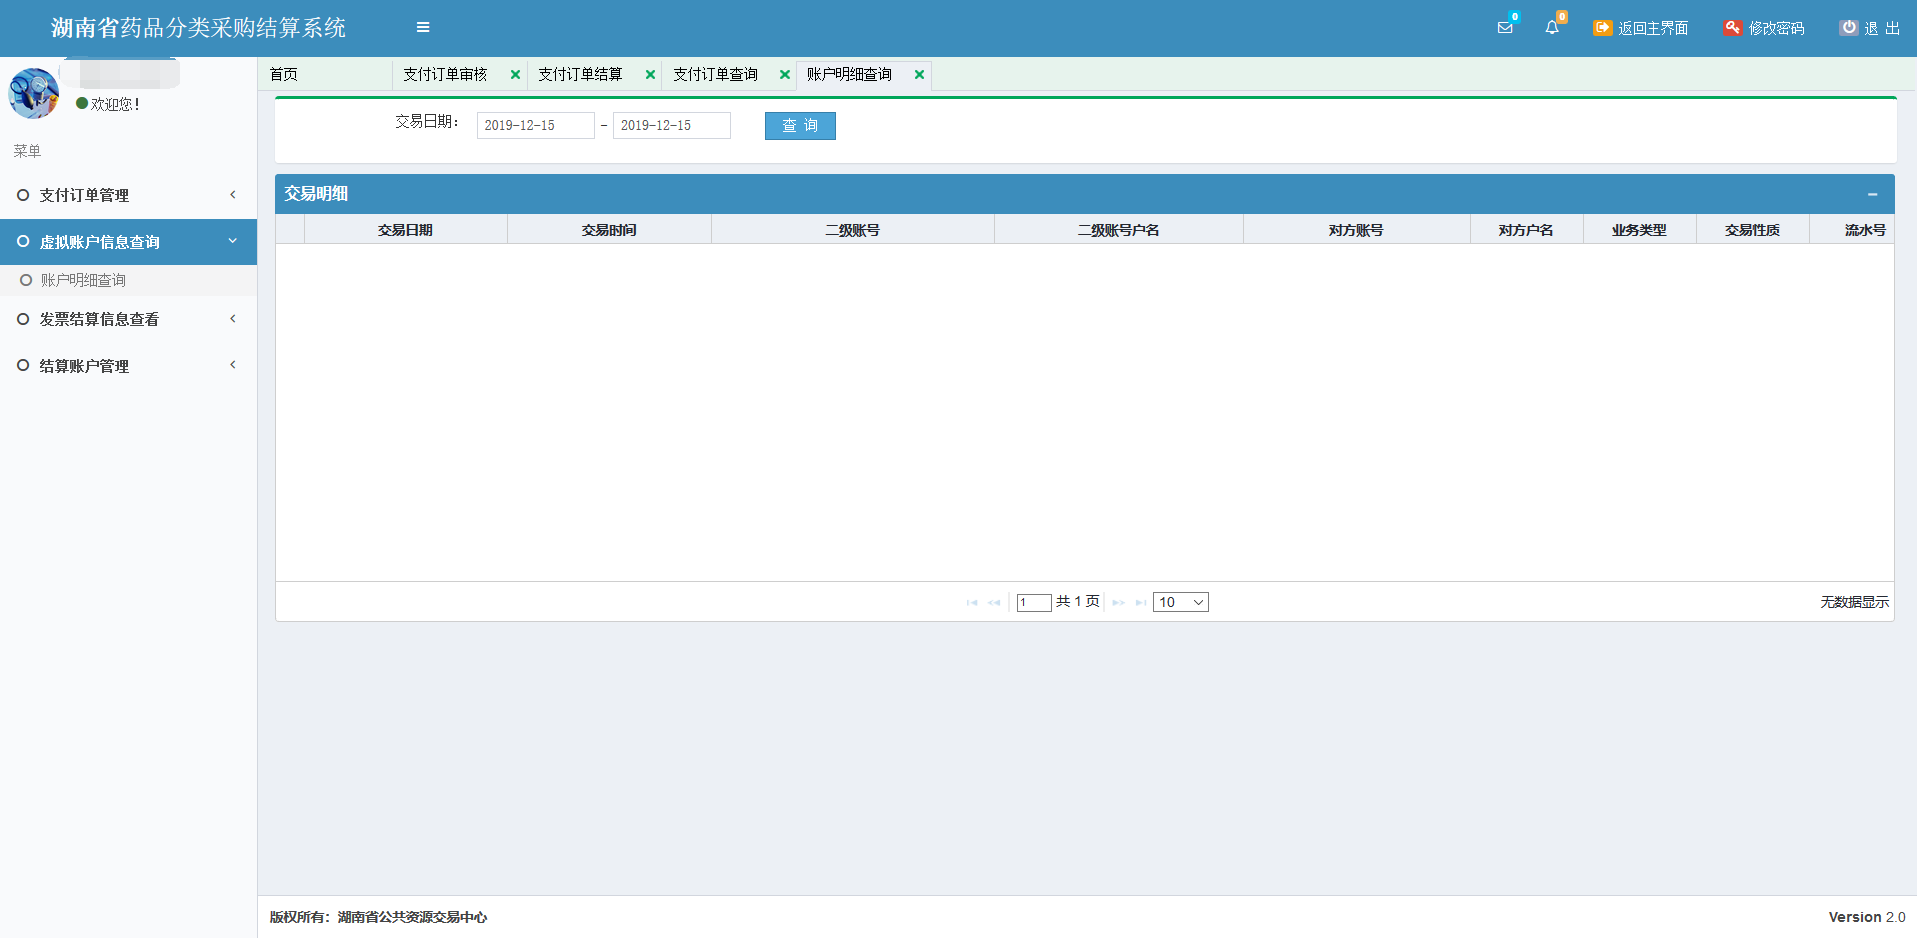 湖南省药品分类采购结算系统
0
0
返回主界面
修改密码
退 出
欢迎您!
菜单
支付订单管理
虚拟账户信息查询
账户明细查询
发票结算信息查看
结算账户管理
首页
支付订单审核
支付订单结算
支付订单查询
账户明细查询
交易日期： 2019-12-15 - 2019-12-15 查 询
交易明细
交易日期 交易时间 二级账号 二级账号户名 对方账号 对方户名 业务类型 交易性质 流水号
1 共 1 页 10 无数据显示
版权所有：湖南省公共资源交易中心
Version 2.0